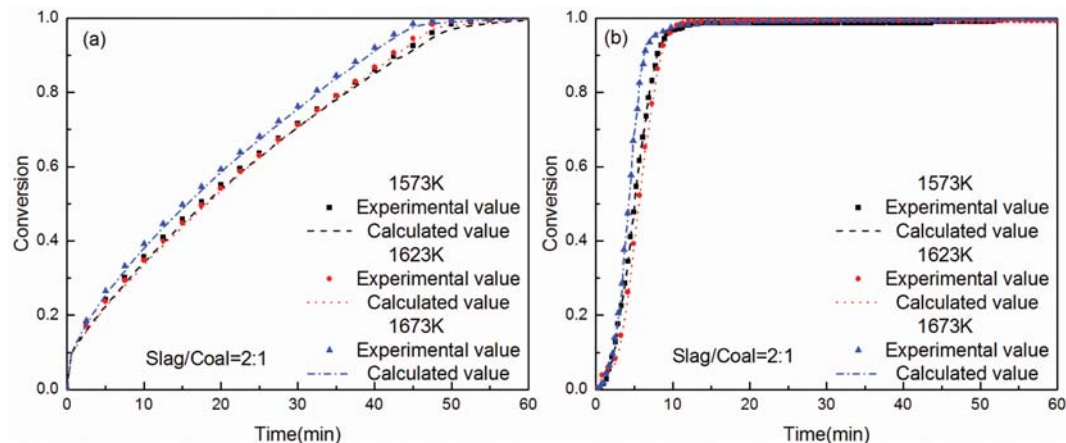 (a)
Conversion
1.0
0.8
0.6
0.4
0.2
0.0
1573K
Experimental value
Calculated value
1623K
Experimental value
Calculated value
1673K
Experimental value
Calculated value
Slag/Coal=2:1
0 10 20 30 40 50 60
Time(min)
(b)
Conversion
1.0
0.8
0.6
0.4
0.2
0.0
1573K
Experimental value
Calculated value
1623K
Experimental value
Calculated value
1673K
Experimental value
Calculated value
Slag/Coal=2:1
0 10 20 30 40 50 60
Time(min)